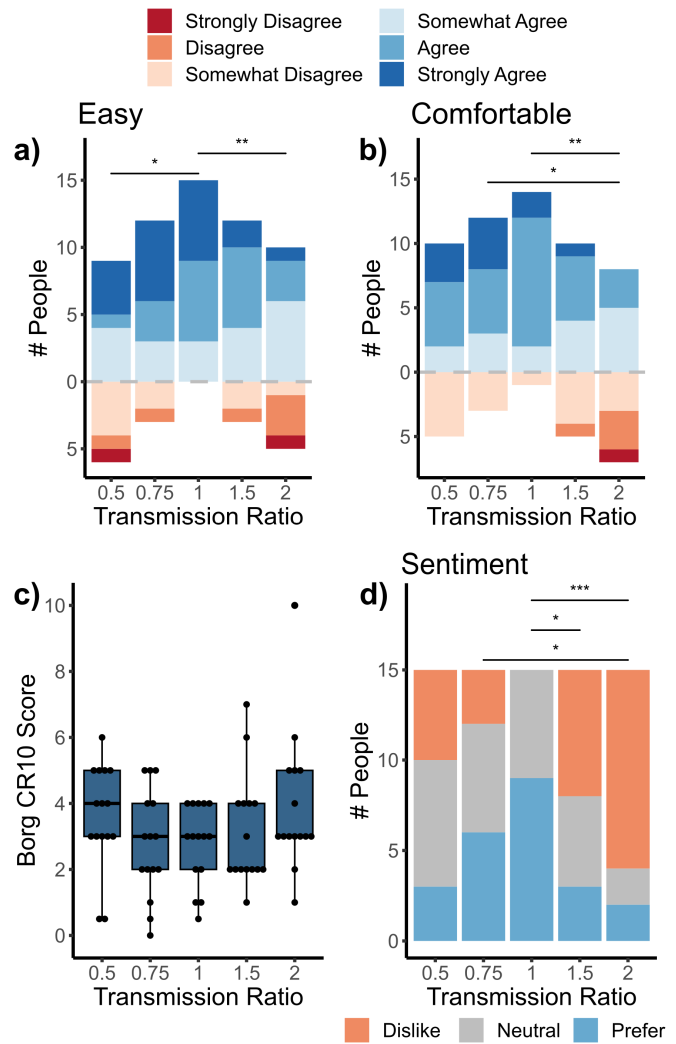 Strongly Disagree
Somewhat Agree
Disagree
Agree
Somewhat Disagree
Strongly Agree
Easy
Comfortable
a)
b)
*
**
**
*
# People
15
10
5
0
5
# People
15
10
5
0
5
0.5 0.75 1 1.5 2
Transmission Ratio
0.5 0.75 1 1.5 2
Transmission Ratio
c)
Borg CR10 Score
10
8
6
4
2
0
0.5 0.75 1 1.5 2
Transmission Ratio
Sentiment
d)
***
*
*
# People
15
10
5
0
0.5 0.75 1 1.5 2
Transmission Ratio
Dislike
Neutral
Prefer